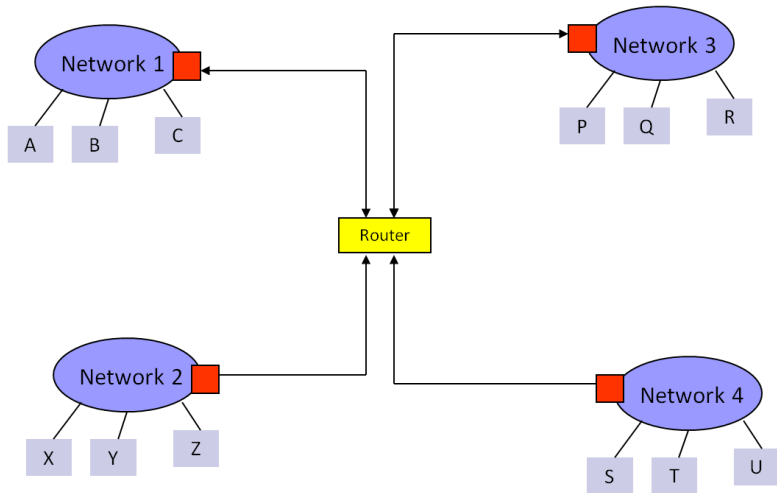 Network 1
A
B
C
Network 3
P
Q
R
Router
Network 2
X
Y
Z
Network 4
S
T
U